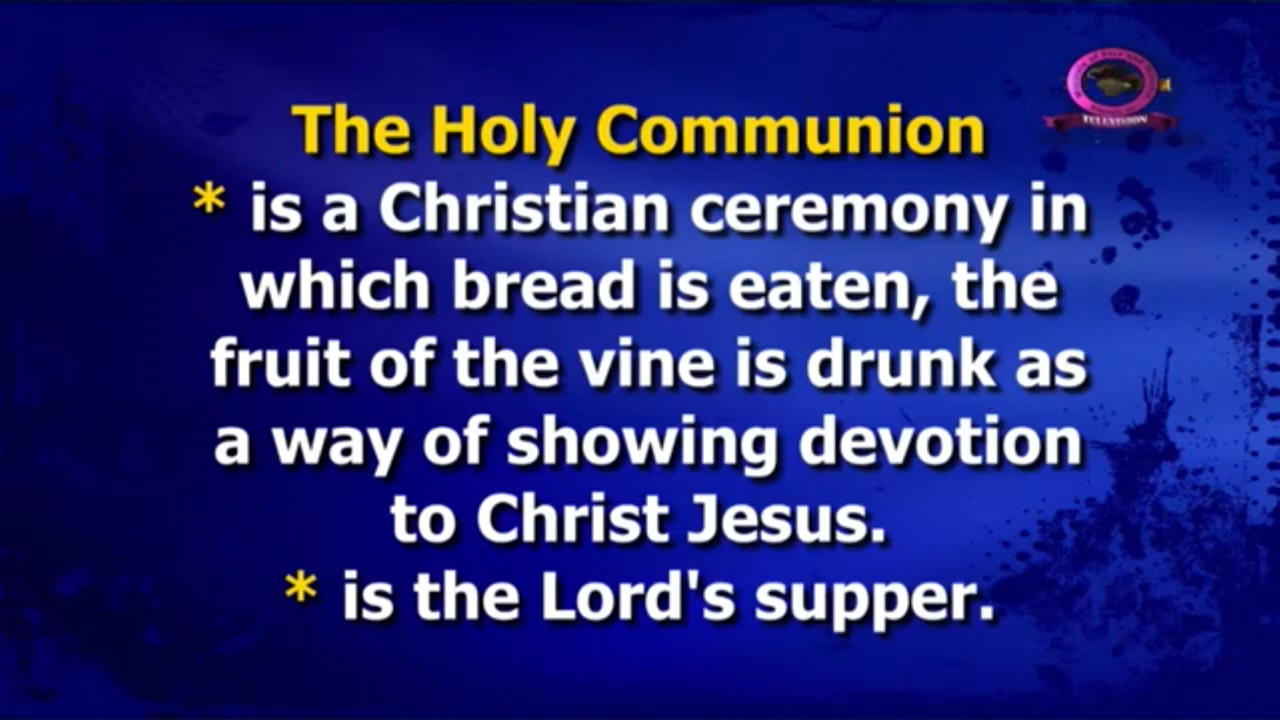 The Holy Communion
* is a Christian ceremony in
which bread is eaten, the
fruit of the vine is drunk as
a way of showing devotion
to Christ Jesus.
* is the Lord's supper.
TELEVISION